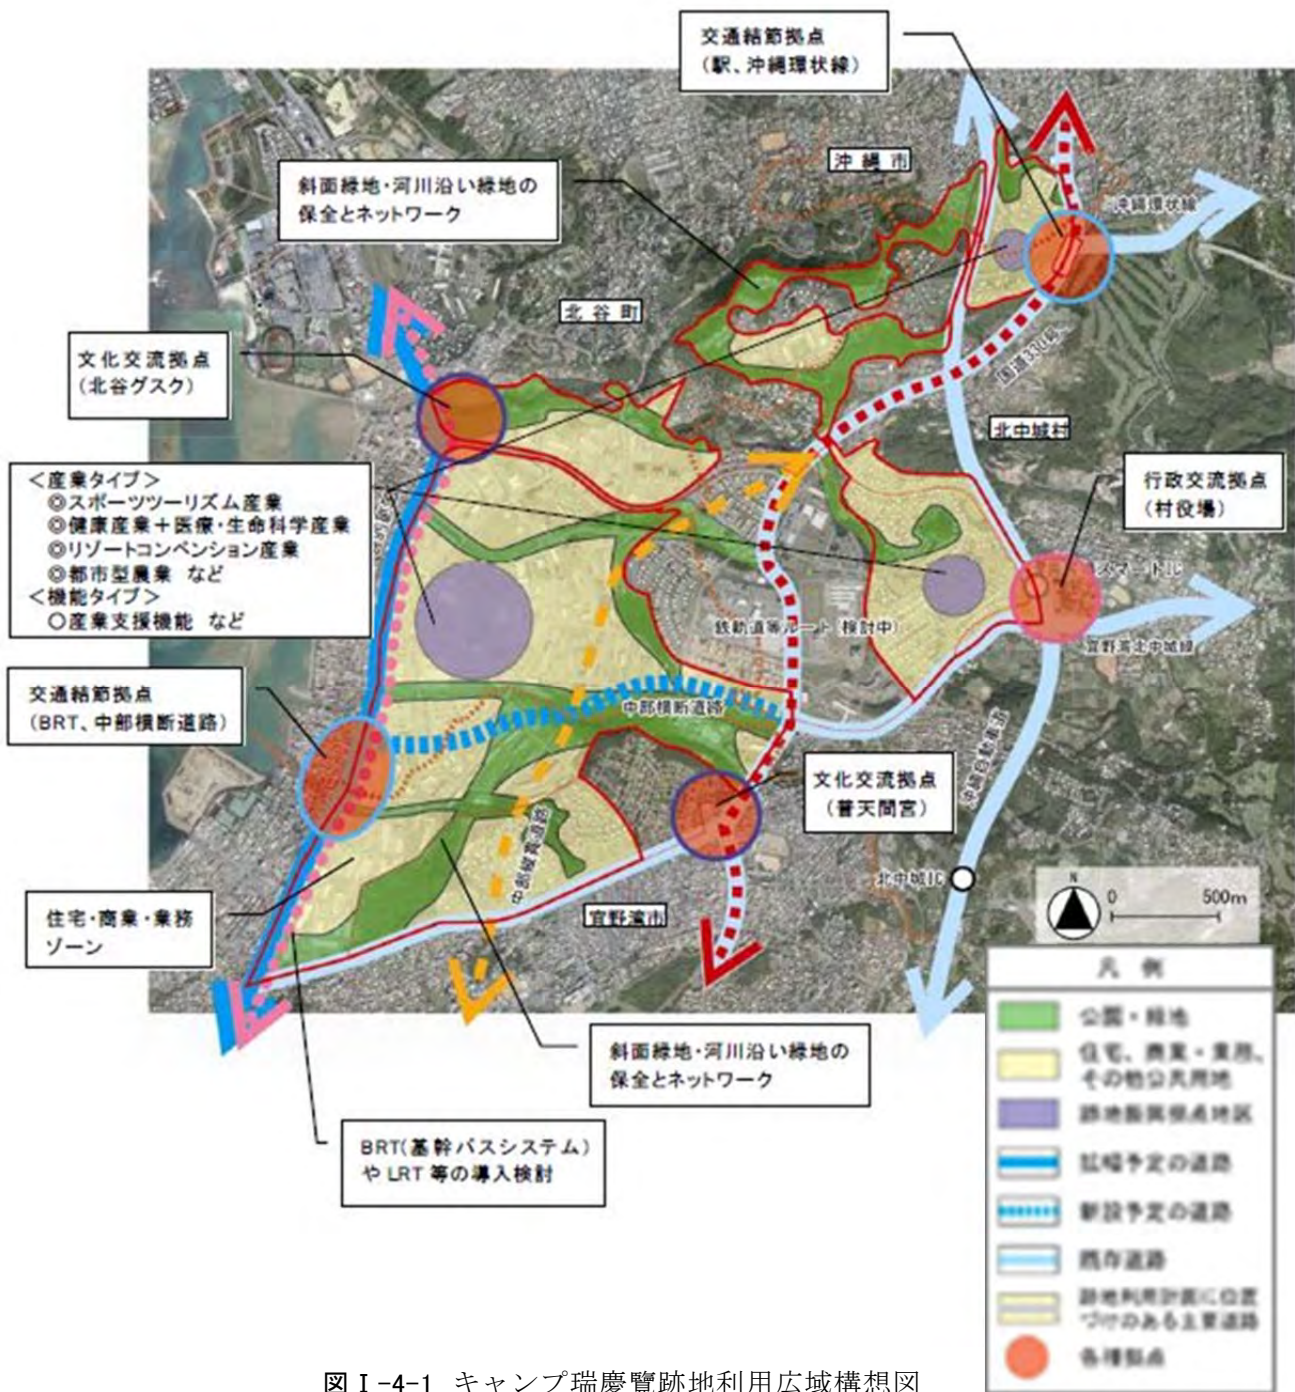 交通結節拠点
（駅、沖縄環状線）
沖縄市
斜面緑地・河川沿い緑地の
保全とネットワーク
沖縄環状線
北谷町
文化交流拠点
（北谷グスク）
国道330号
北中城村
<産業タイプ>
◎スポーツツーリズム産業
◎健康産業＋医療・生命科学産業
◎リゾートコンベンション産業
◎都市型農業 など
<機能タイプ>
○産業支援機能 など
行政交流拠点
（村役場）
スマートIC
鉄軌道等ルート（検討中）
宜野湾北中城線
交通結節拠点
（BRT、中部横断道路）
中部横断道路
沖縄自動車道
文化交流拠点
（普天間宮）
中部縦貫道路
北中城IC
住宅・商業・業務
ゾーン
宜野湾市
N
0 500m
斜面緑地・河川沿い緑地の
保全とネットワーク
BRT(基幹バスシステム)
や LRT 等の導入検討
凡 例
公園・緑地
住宅、商業・業務、
その他公共用地
跡地振興拠点地区
拡幅予定の道路
新設予定の道路
既存道路
跡地利用計画に位置
づけのある主要道路
各種拠点
図Ⅰ-4-1 キャンプ瑞慶覧跡地利用広域構想図